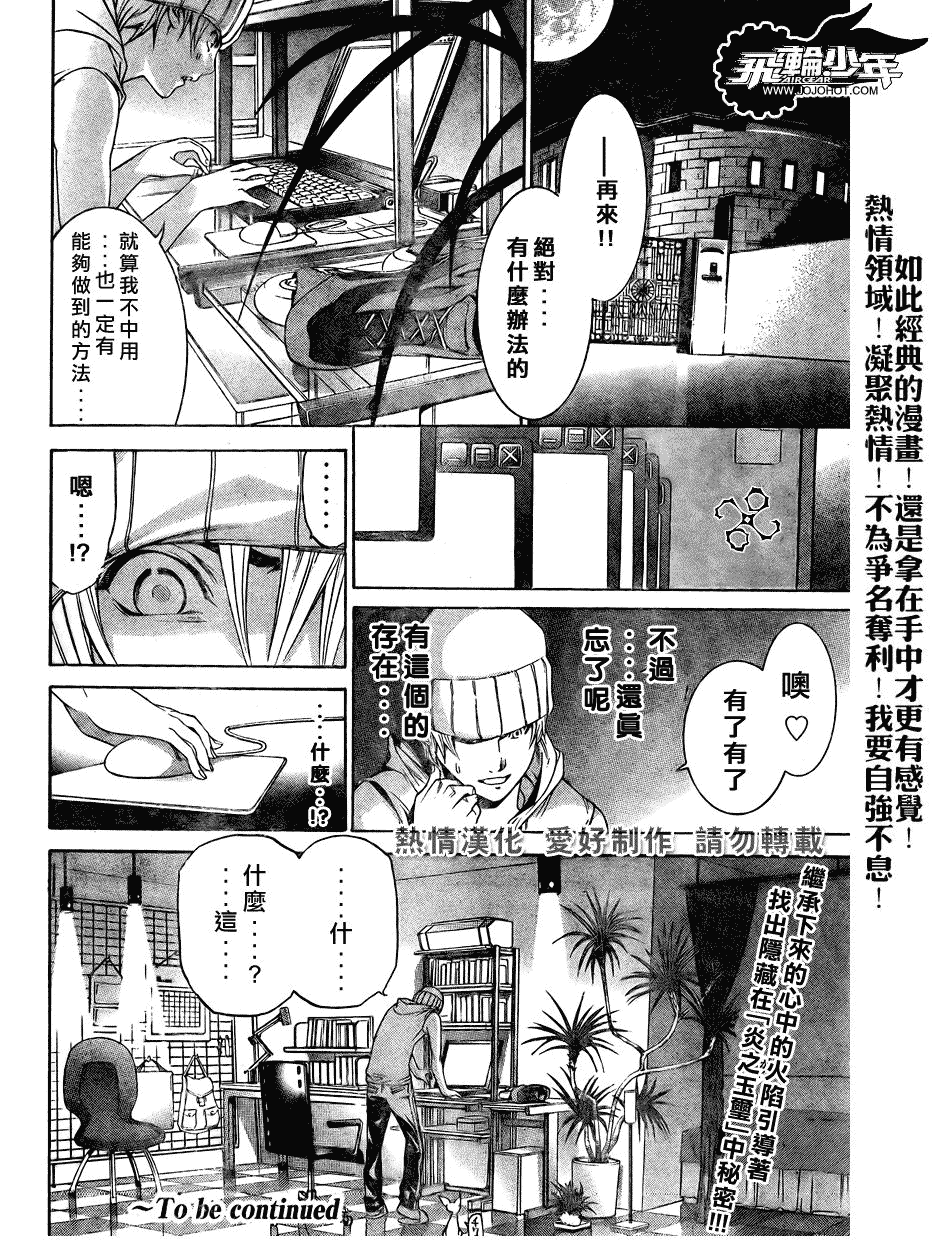 飛輪少年
AIRGEAR
WWW.JOJOHOT.COM
如此經典的漫畫！還是拿在手中才更有感覺！
熱情領域！凝聚熱情！不為爭名奪利！我要自強不息！
——再來!!
絕對⋯
有什麼辦法的
就算我不中用
⋯也一定有
能夠做到的方法⋯⋯
⋯⋯
嗯⋯⋯!?
噢♡
有了有了
不過
⋯⋯還真
忘了呢
有這個的
存在⋯⋯
⋯⋯什麼⋯!?
熱情漢化 愛好制作 請勿轉載
什⋯⋯
⋯⋯
什麼⋯⋯?
⋯⋯這⋯⋯
繼承下來的心中的火陷引導著
找出隱藏在「炎之玉璽」中秘密!!!
~To be continued